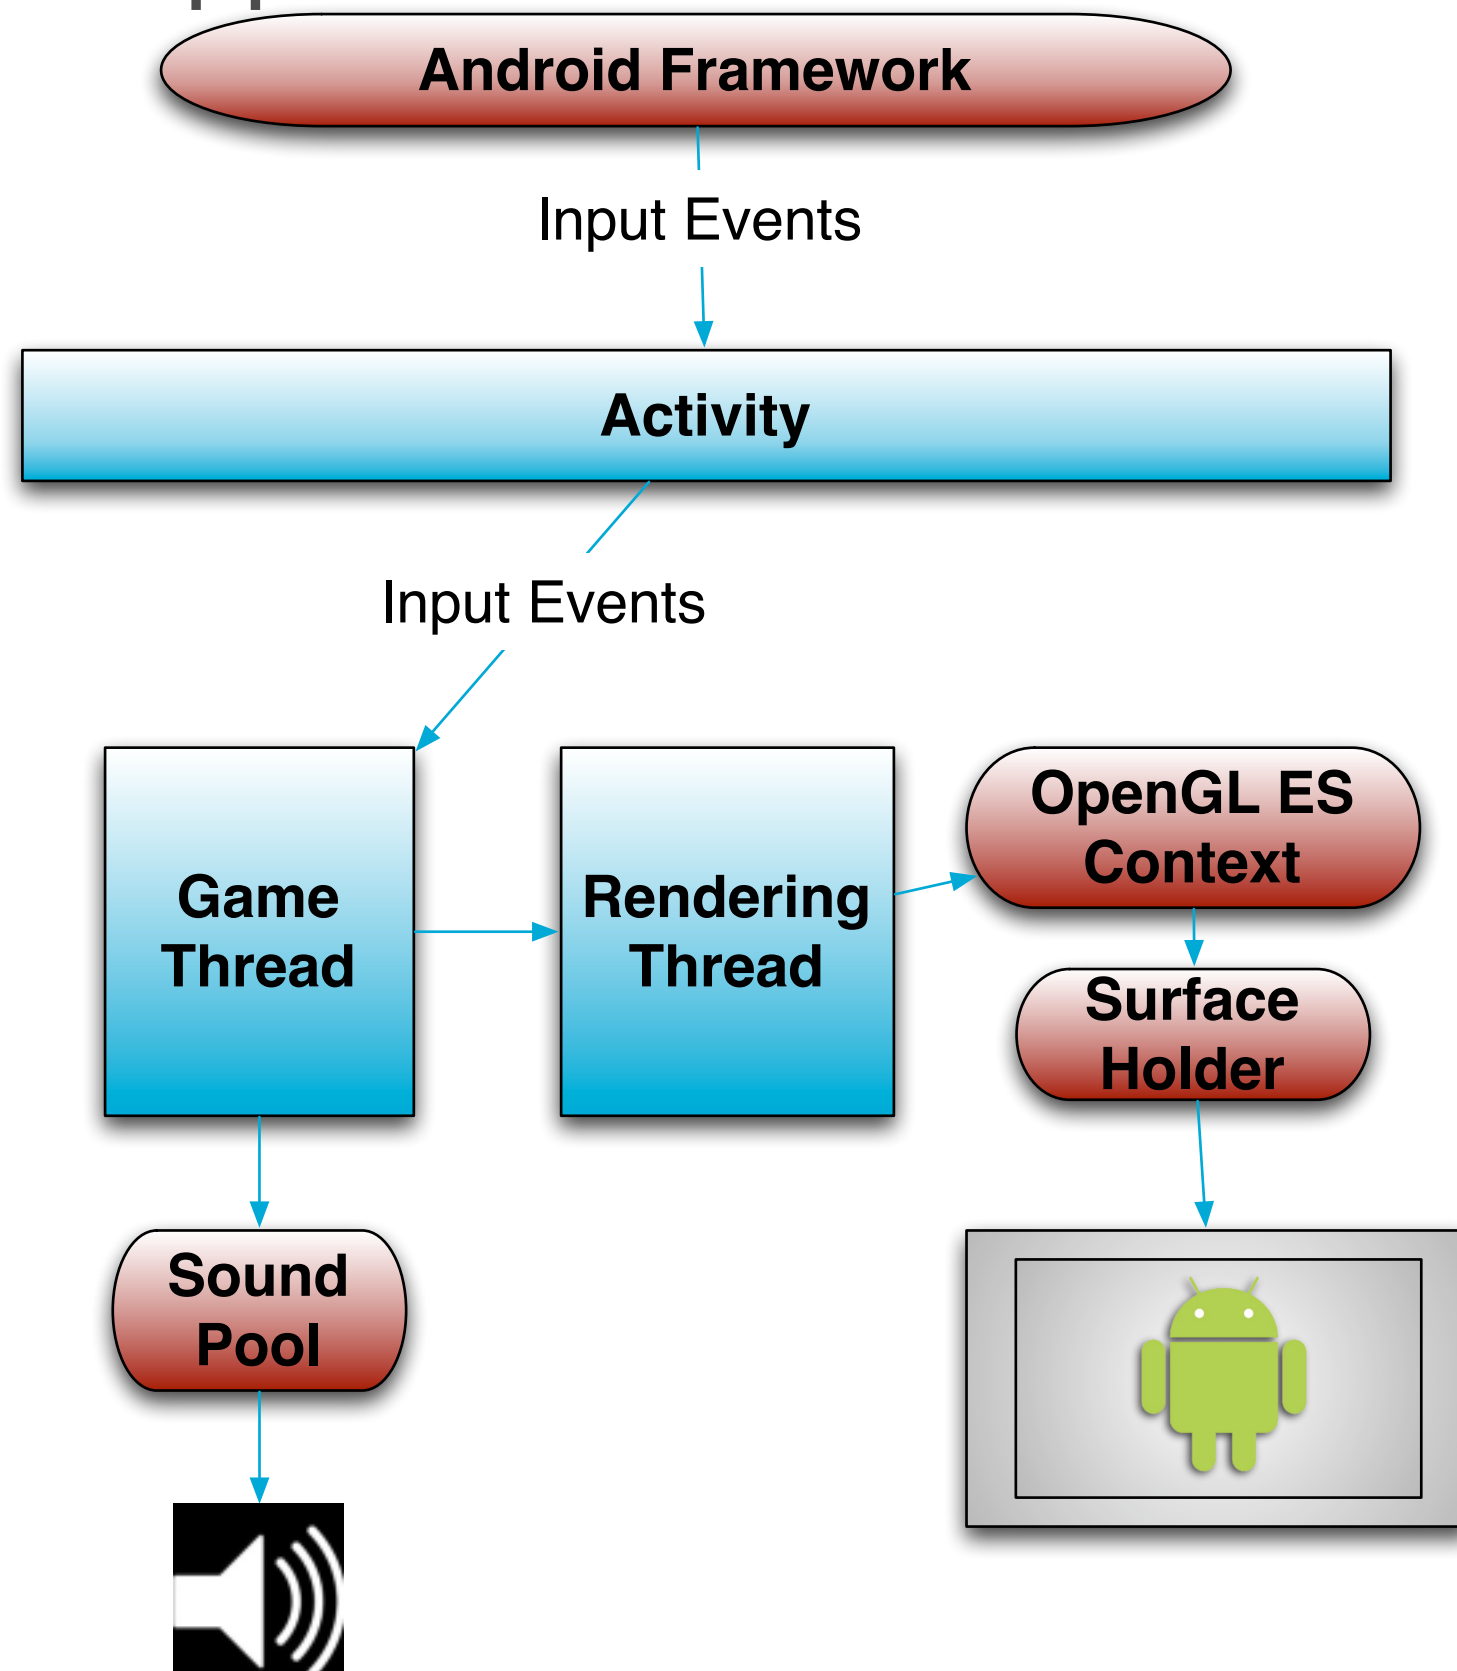 Android Framework
Input Events
Activity
Input Events
Game
Thread
Rendering
Thread
OpenGL ES
Context
Surface
Holder
Sound
Pool